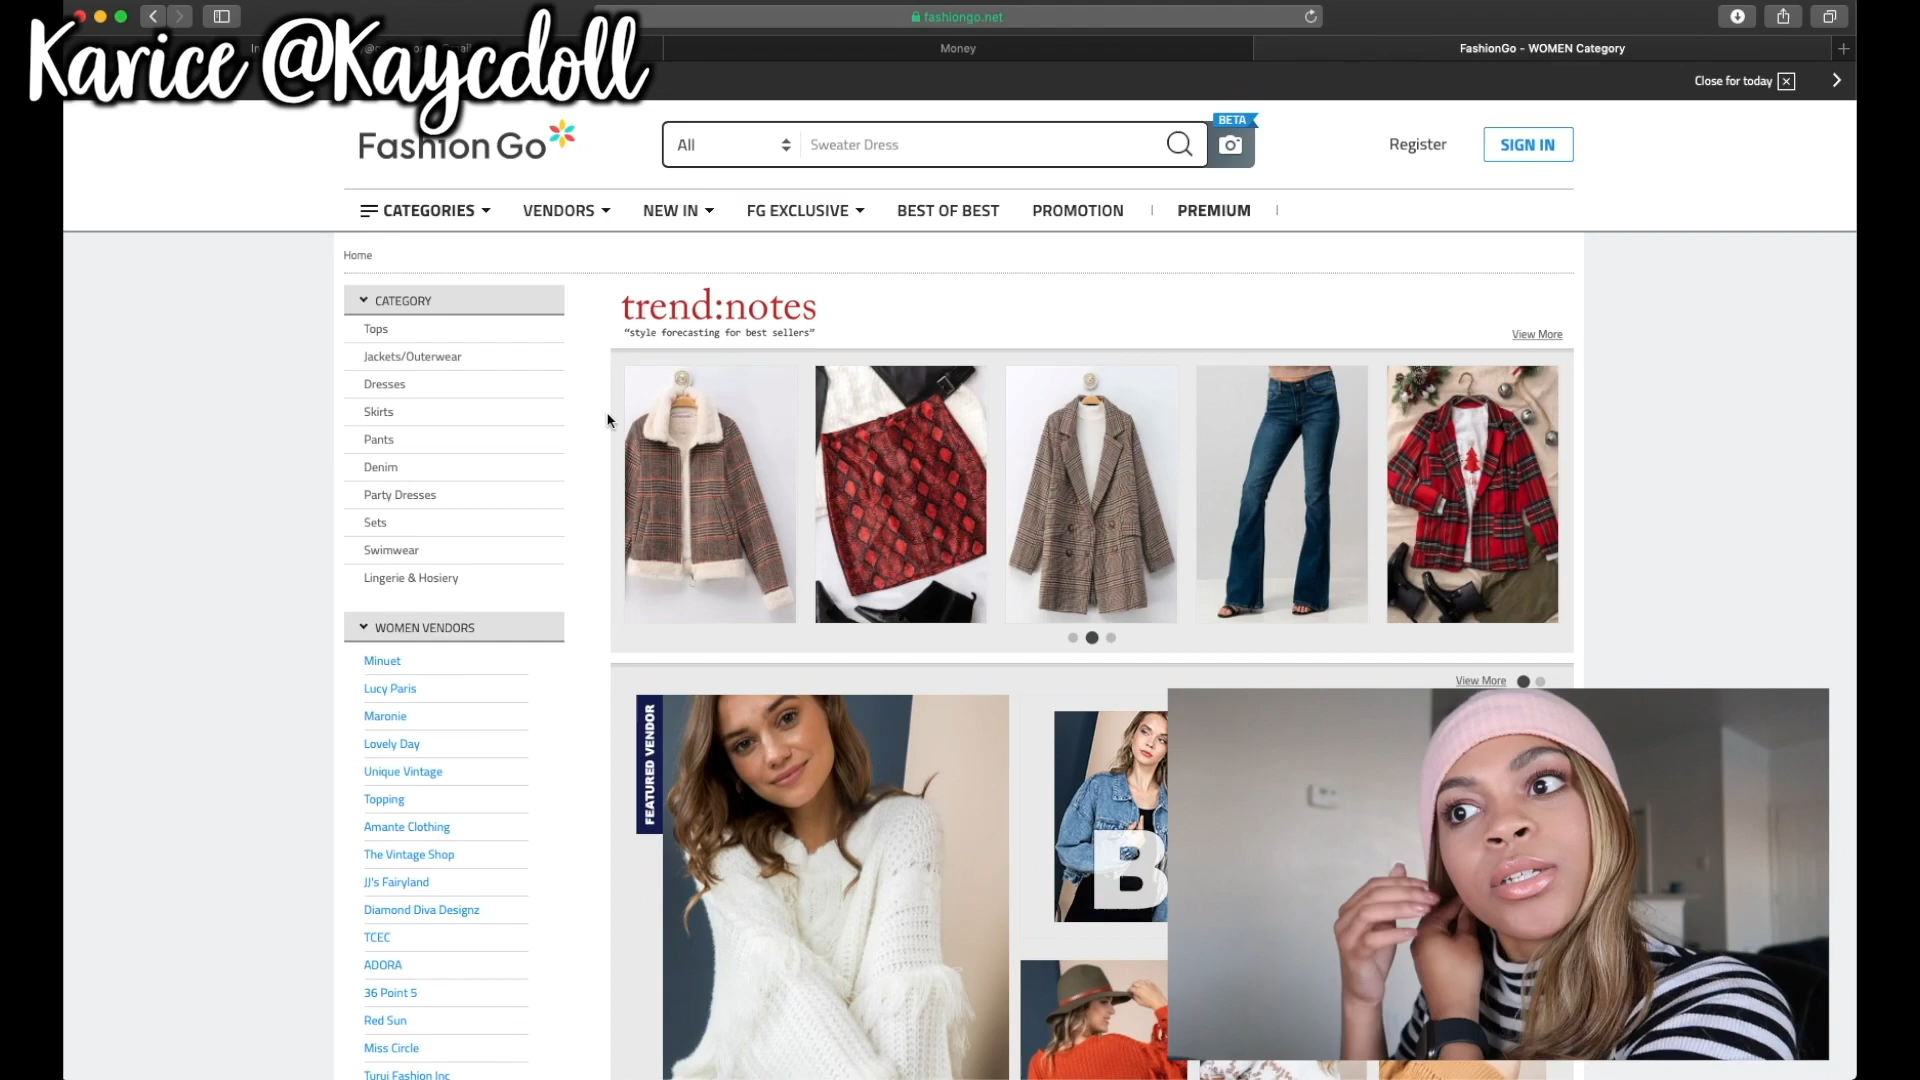 Karice @Kaycdoll
fashiongo.net
Money
FashionGo - WOMEN Category
Close for today
Fashion Go
All
Sweater Dress
BETA
Register
SIGN IN
CATEGORIES
VENDORS
NEW IN
FG EXCLUSIVE
BEST OF BEST
PROMOTION
PREMIUM
Home
CATEGORY
Tops
Jackets/Outerwear
Dresses
Skirts
Pants
Denim
Party Dresses
Sets
Swimwear
Lingerie & Hosiery
WOMEN VENDORS
Minuet
Lucy Paris
Maronie
Lovely Day
Unique Vintage
Topping
Amante Clothing
The Vintage Shop
JJ's Fairyland
Diamond Diva Designz
TCEC
ADORA
36 Point 5
Red Sun
Miss Circle
Turui Fashion Inc
trend:notes
"style forecasting for best sellers"
View More
View More
FEATURED VENDOR
B